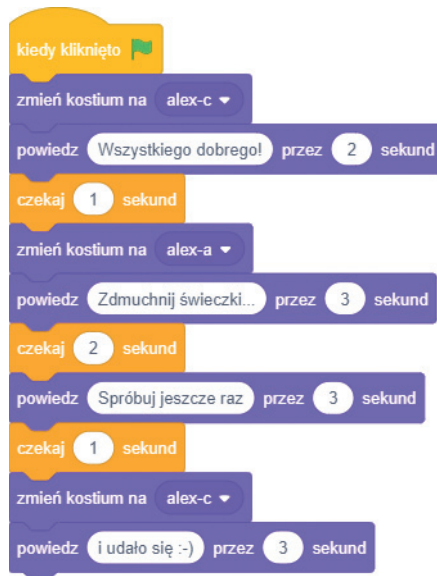 kiedy kliknięto
zmień kostium na alex-c
powiedz Wszystkiego dobrego! przez 2 sekund
czekaj 1 sekund
zmień kostium na alex-a
powiedz Zdmuchnij świeczki... przez 3 sekund
czekaj 2 sekund
powiedz Spróbuj jeszcze raz przez 3 sekund
czekaj 1 sekund
zmień kostium na alex-c
powiedz i udało się :-) przez 3 sekund